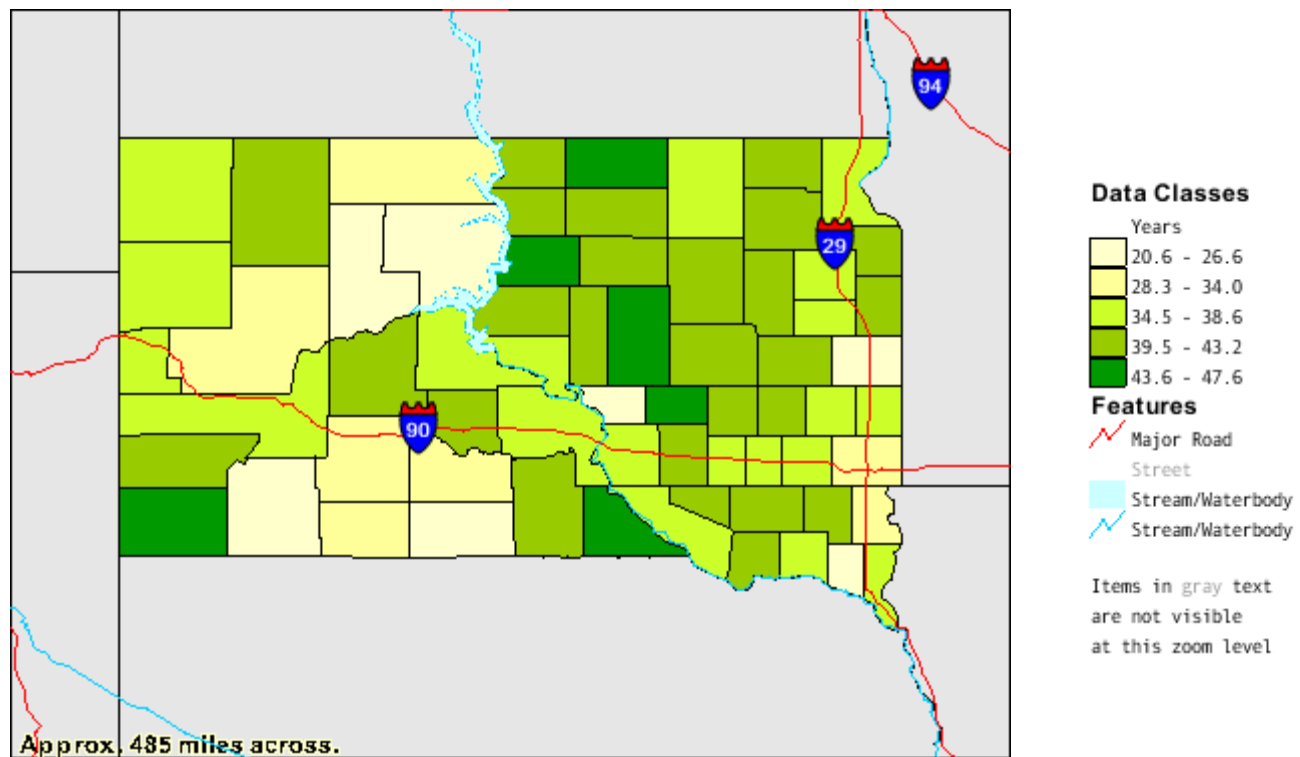 94
29
90
Approx. 485 miles across.
Data Classes
Years
20.6 - 26.6
28.3 - 34.0
34.5 - 38.6
39.5 - 43.2
43.6 - 47.6
Features
Major Road
Street
Stream/Waterbody
Stream/Waterbody
Items in gray text
are not visible
at this zoom level